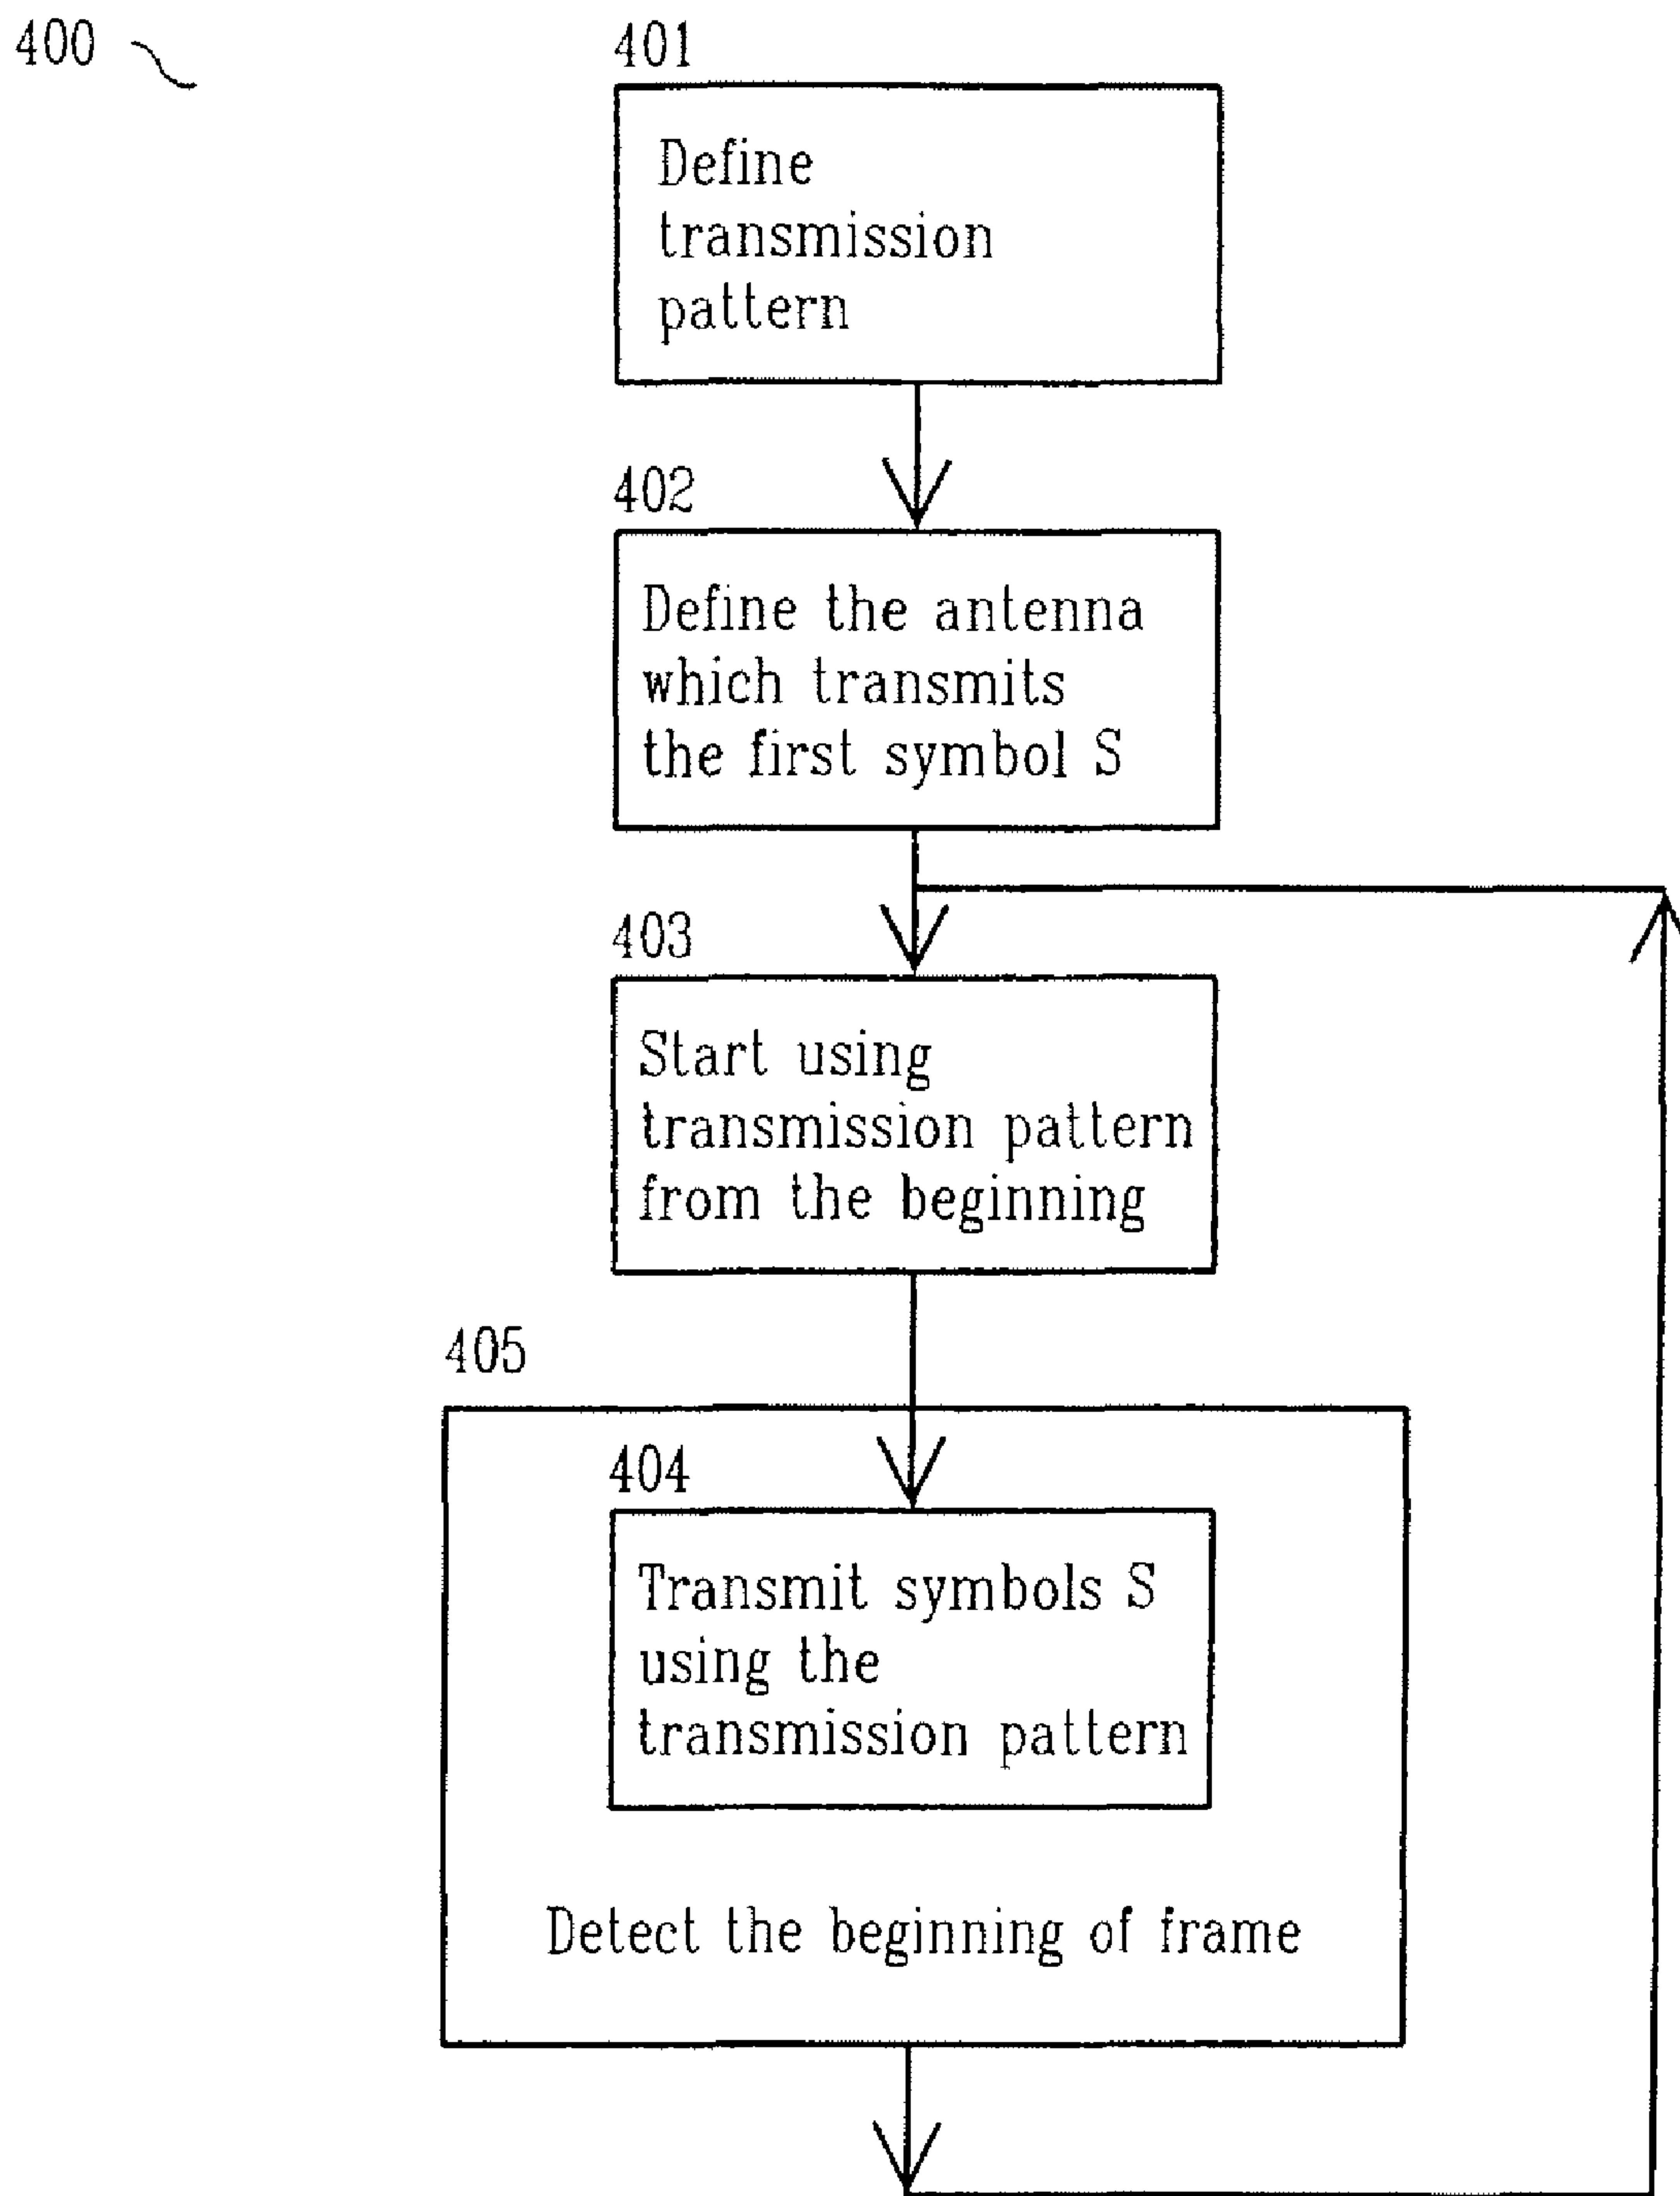 400
401
Define
transmission
pattern
402
Define the antenna
which transmits
the first symbol S
403
Start using
transmission pattern
from the beginning
405
404
Transmit symbols S
using the
transmission pattern
Detect the beginning of frame